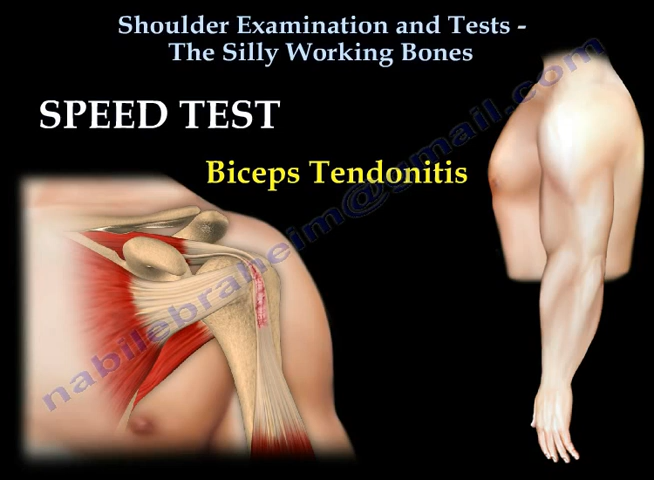 Shoulder Examination and Tests -
The Silly Working Bones
SPEED TEST
Biceps Tendonitis
nabilebraheim@gmail.com